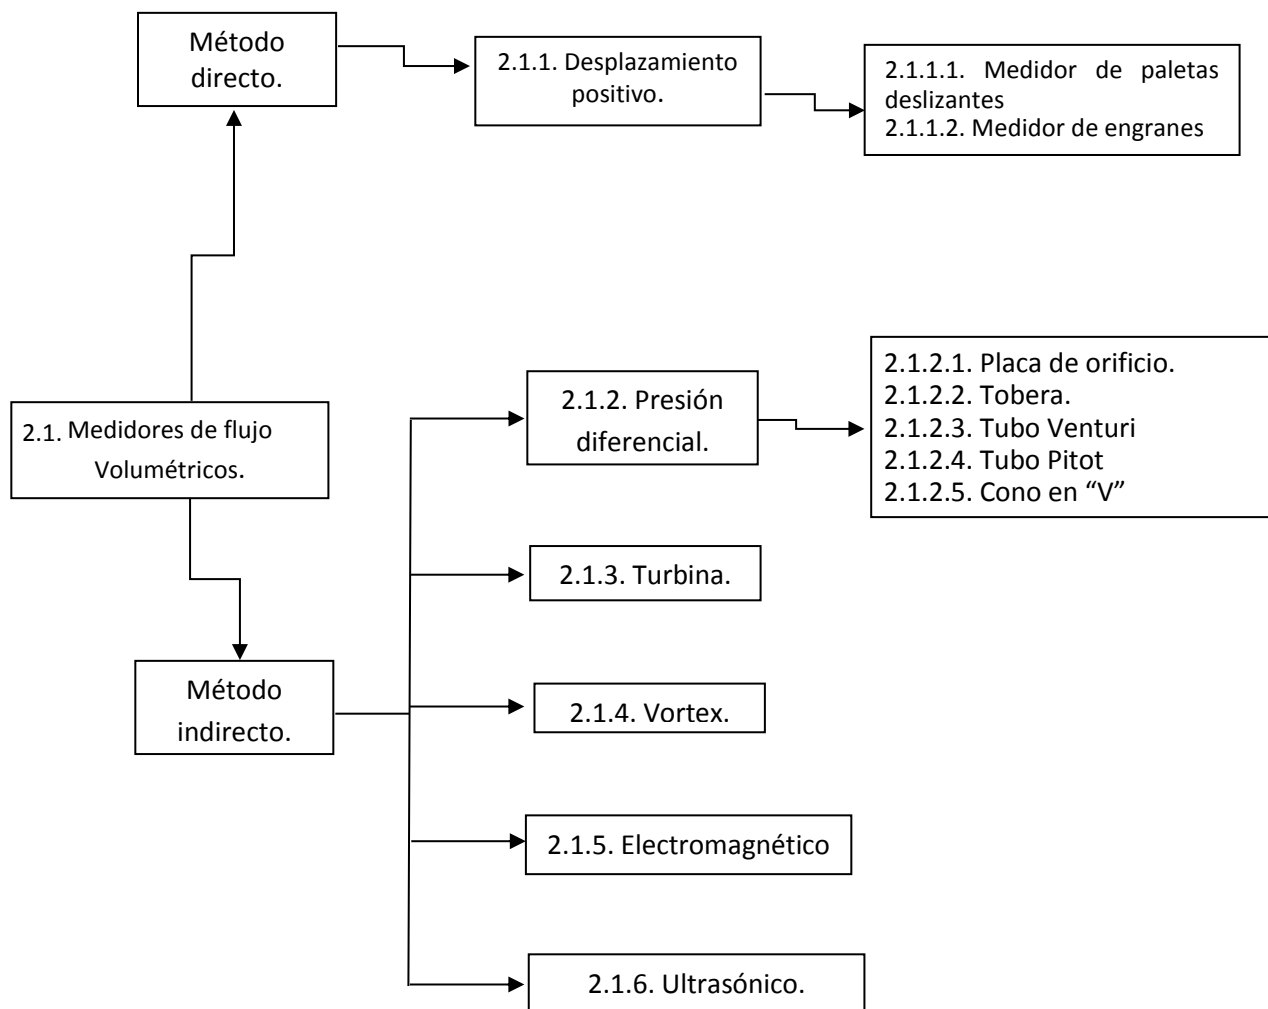 Método
directo.
2.1.1. Desplazamiento
positivo.
2.1.1.1. Medidor de paletas
deslizantes
2.1.1.2. Medidor de engranes
2.1. Medidores de flujo
Volumétricos.
2.1.2. Presión
diferencial.
2.1.2.1. Placa de orificio.
2.1.2.2. Tobera.
2.1.2.3. Tubo Venturi
2.1.2.4. Tubo Pitot
2.1.2.5. Cono en “V”
2.1.3. Turbina.
Método
indirecto.
2.1.4. Vortex.
2.1.5. Electromagnético
2.1.6. Ultrasónico.